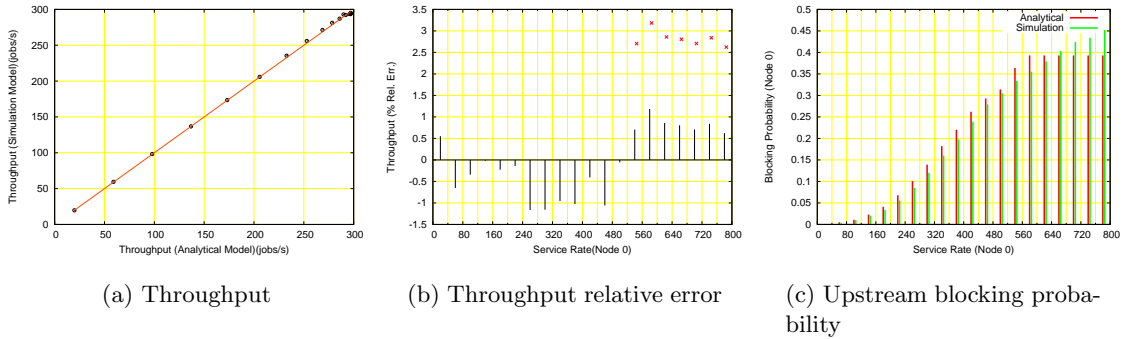 Throughput (Simulation Model)(jobs/s)
300
250
200
150
100
50
0
0 50 100 150 200 250 300
Throughput (Analytical Model)(jobs/s)
(a) Throughput
Throughput (% Rel. Err.)
3.5
3
2.5
2
1.5
1
0.5
0
-0.5
-1
-1.5
0 80 160 240 320 400 480 560 640 720 800
Service Rate(Node 0)
(b) Throughput relative error
Blocking Probability (Node 0)
0.5
0.45
0.4
0.35
0.3
0.25
0.2
0.15
0.1
0.05
0
Analytical
Simulation
0 80 160 240 320 400 480 560 640 720 800
Service Rate (Node 0)
(c) Upstream blocking proba-
bility